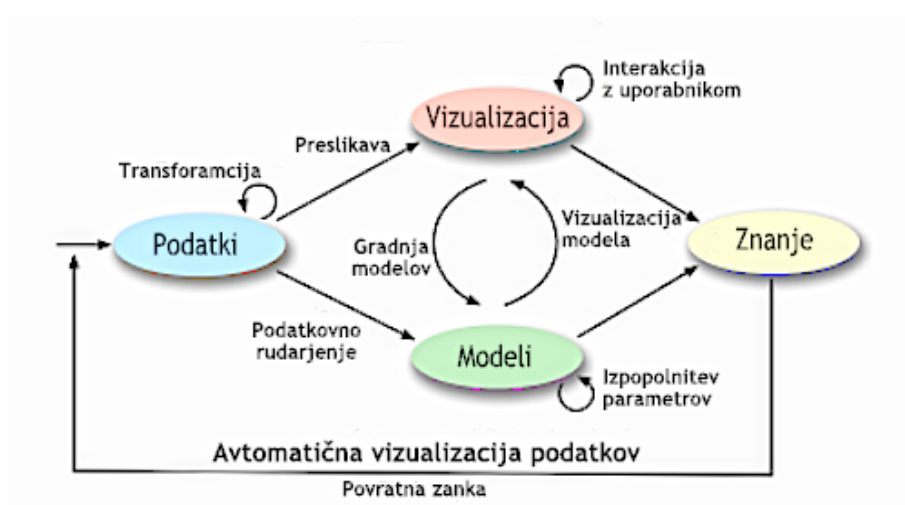 Interakcija
z uporabnikom
Vizualizacija
Preslikava
Transforamcija
Podatki
Gradnja
modelov
Vizualizacija
modela
Znanje
Podatkovno
rudarjenje
Modeli
Izpopolnitev
parametrov
Avtomatična vizualizacija podatkov
Povratna zanka